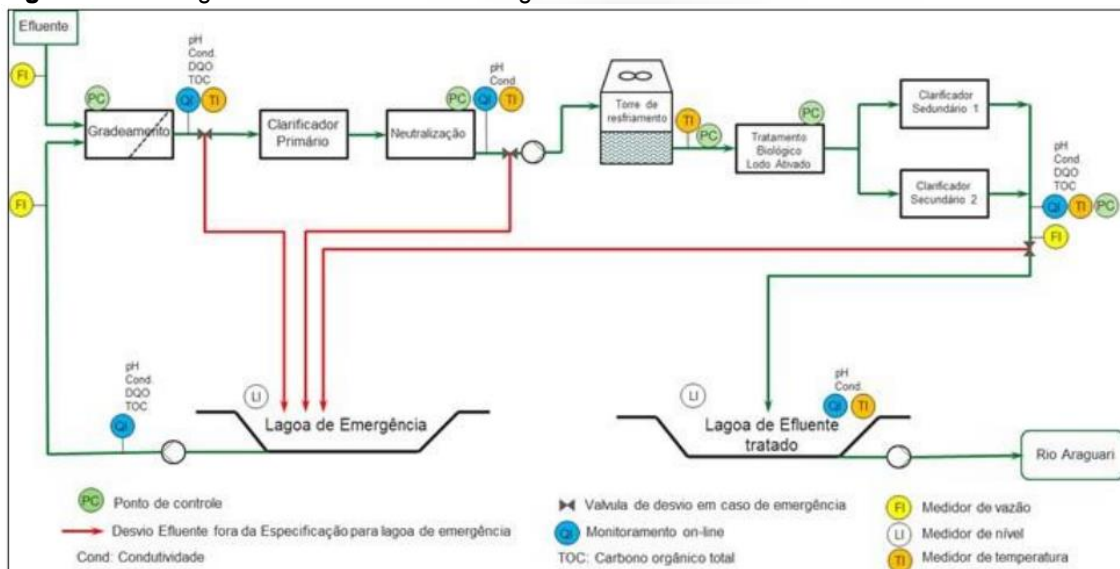 Efluente
FI
pH
Cond.
DQO
TOC
PC
QI
TI
Gradeamento
Clarificador
Primário
pH
Cond
PC
QI
TI
Neutralização
Torre de
resfriamento
TI
PC
PC
Tratamento
Biológico
Lodo Ativado
Clarificador
Sedundário 1
Clarificador
Secundário 2
pH
Cond.
DQO
TOC
QI
TI
PC
FI
FI
pH
Cond.
DQO
TOC
QI
LI
Lagoa de Emergência
LI
pH
Cond.
QI
TI
Lagoa de Efluente
tratado
Rio Araguari
PC Ponto de controle
Desvio Efluente fora da Especificação para lagoa de emergência
Cond: Condutividade
Valvula de desvio em caso de emergência
QI Monitoramento on-line
TOC: Carbono orgânico total
FI Medidor de vazão
LI Medidor de nível
TI Medidor de temperatura